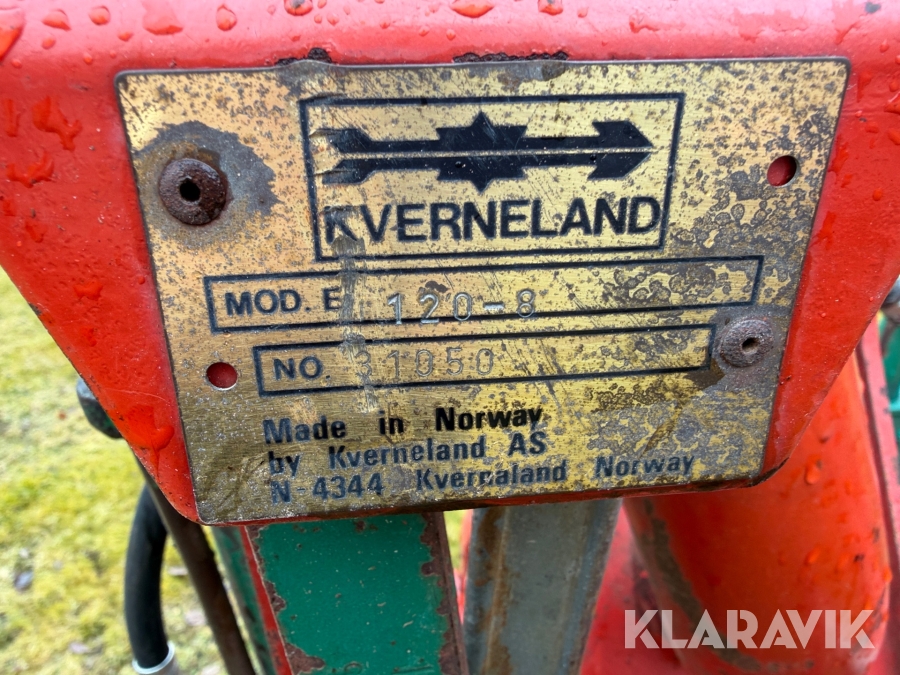 KVERNELAND
MOD. E 120-8
NO. 31050
Made in Norway
by Kverneland AS
N-4344 Kvernaland Norway
KLARAVIK